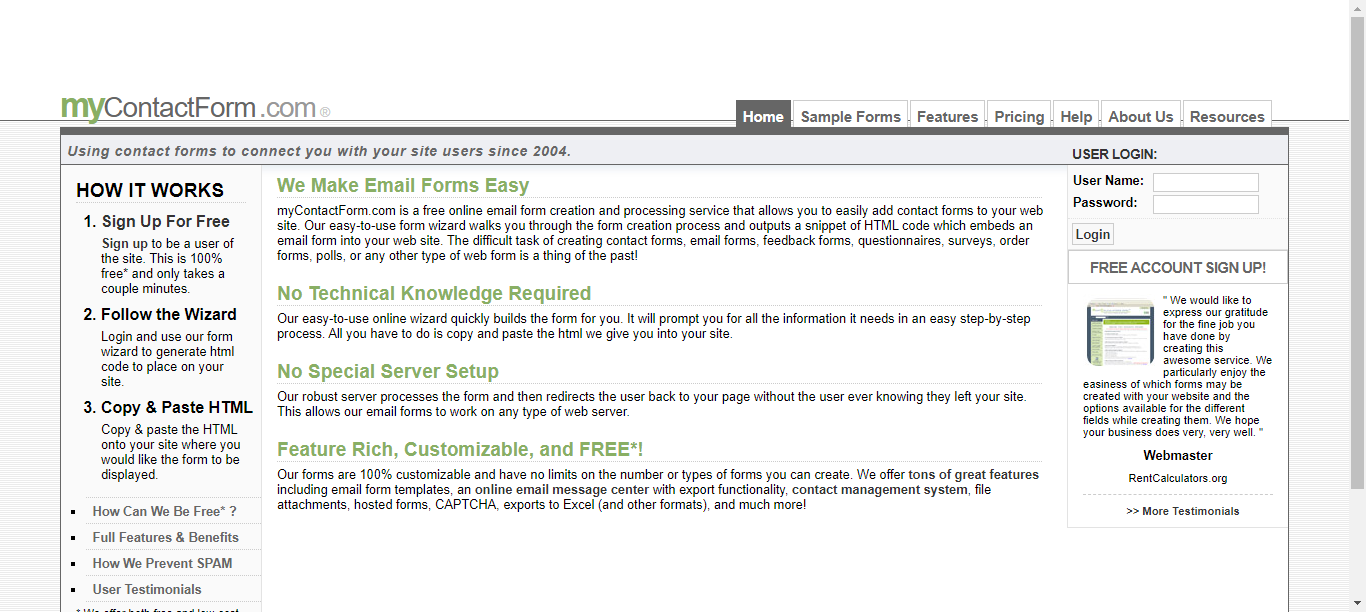 myContactForm.com ®
Home
Sample Forms
Features
Pricing
Help
About Us
Resources
Using contact forms to connect you with your site users since 2004.
USER LOGIN:
HOW IT WORKS
1. Sign Up For Free
Sign up to be a user of
the site. This is 100%
free* and only takes a
couple minutes.
2. Follow the Wizard
Login and use our form
wizard to generate html
code to place on your
site.
3. Copy & Paste HTML
Copy & paste the HTML
onto your site where you
would like the form to be
displayed.
How Can We Be Free* ?
Full Features & Benefits
How We Prevent SPAM
User Testimonials
We Make Email Forms Easy
myContactForm.com is a free online email form creation and processing service that allows you to easily add contact forms to your web
site. Our easy-to-use form wizard walks you through the form creation process and outputs a snippet of HTML code which embeds an
email form into your web site. The difficult task of creating contact forms, email forms, feedback forms, questionnaires, surveys, order
forms, polls, or any other type of web form is a thing of the past!
No Technical Knowledge Required
Our easy-to-use online wizard quickly builds the form for you. It will prompt you for all the information it needs in an easy step-by-step
process. All you have to do is copy and paste the html we give you into your site.
No Special Server Setup
Our robust server processes the form and then redirects the user back to your page without the user ever knowing they left your site.
This allows our email forms to work on any type of web server.
Feature Rich, Customizable, and FREE*!
Our forms are 100% customizable and have no limits on the number or types of forms you can create. We offer tons of great features
including email form templates, an online email message center with export functionality, contact management system, file
attachments, hosted forms, CAPTCHA, exports to Excel (and other formats), and much more!
User Name:
Password:
Login
FREE ACCOUNT SIGN UP!
" We would like to
express our gratitude
for the fine job you
have done by
creating this
awesome service. We
particularly enjoy the
easiness of which forms may be
created with your website and the
options available for the different
fields while creating them. We hope
your business does very, very well. "
Webmaster
RentCalculators.org
>> More Testimonials